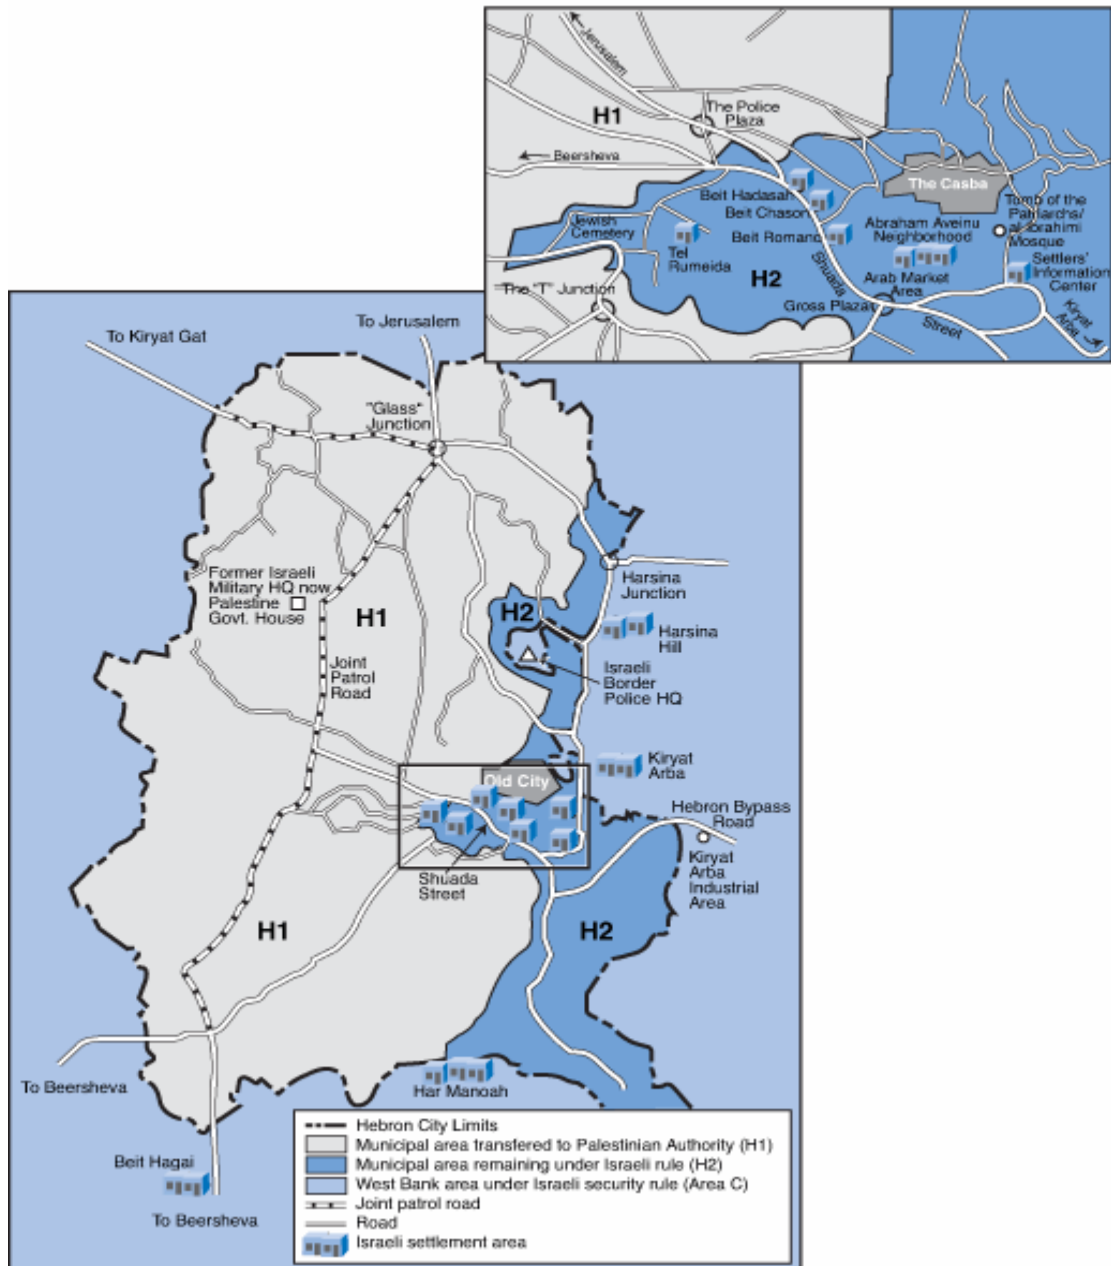 Jerusalem
H1
The Police
Plaza
Beersheva
The Casba
Beit Hadasah
Beit Chason
Tomb of the
Patriarchs/
al Ibrahimi
Mosque
Jewish
Cemetery
Beit Romano
Abraham Aveinu
Neighborhood
Tel
Rumeida
H2
Shuada
Street
Arab Market
Area
Settlers'
Information
Center
The "T" Junction
Gross Plaza
Kiryat
Arba
To Kiryat Gat
To Jerusalem
"Glass"
Junction
Former Israeli
Military HQ now
Palestine
Govt. House
H1
H2
Harsina
Junction
Harsina
Hill
Joint
Patrol
Road
Israeli
Border
Police HQ
Old City
Kiryat
Arba
Hebron Bypass
Road
Shuada
Street
Kiryat
Arba
Industrial
Area
H1
H2
To Beersheva
Har Manoah
Beit Hagai
To Beersheva
Hebron City Limits
Municipal area transferred to Palestinian Authority (H1)
Municipal area remaining under Israeli rule (H2)
West Bank area under Israeli security rule (Area C)
Joint patrol road
Road
Israeli settlement area